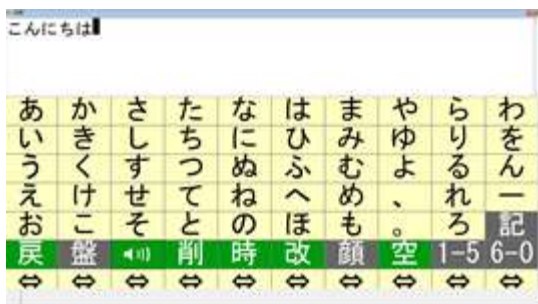 こんにちは
あ か さ た な は ま や ら わ
い き し ち に ひ み ゆ り を
う く す つ ぬ ふ む よ る ん
え け せ て ね へ め 、 れ ー
お こ そ と の ほ も 。 ろ 記
戻 盤 削 時 改 顔 空 1-5 6-0
⇔ ⇔ ⇔ ⇔ ⇔ ⇔ ⇔ ⇔ ⇔ ⇔